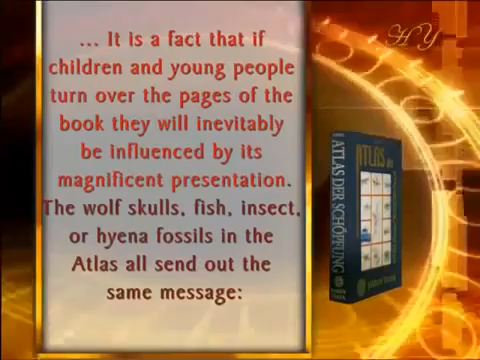 HY
... It is a fact that if
children and young people
turn over the pages of the
book they will inevitably
be influenced by its
magnificent presentation.
The wolf skulls, fish, insect,
or hyena fossils in the
Atlas all send out the
same message:
ATLAS DER SCHÖPFUNG
ATLAS